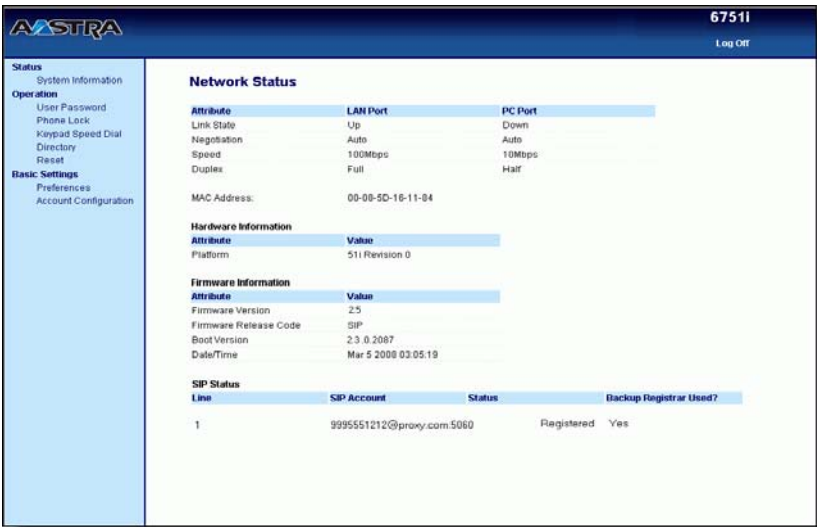 AASTRA
6751i
Log Off
Status
System Information
Operation
User Password
Phone Lock
Keypad Speed Dial
Directory
Reset
Basic Settings
Preferences
Account Configuration
Network Status
Attribute LAN Port PC Port
Link State Up Down
Negotiation Auto Auto
Speed 100Mbps 10Mbps
Duplex Full Half
MAC Address: 00-08-5D-16-11-84
Hardware Information
Attribute Value
Platform 51i Revision 0
Firmware Information
Attribute Value
Firmware Version 2.5
Firmware Release Code SIP
Boot Version 2.3.0.2087
Date/Time Mar 5 2008 03:05:19
SIP Status
Line SIP Account Status Backup Registrar Used?
1 9995551212@proxy.com:5060 Registered Yes